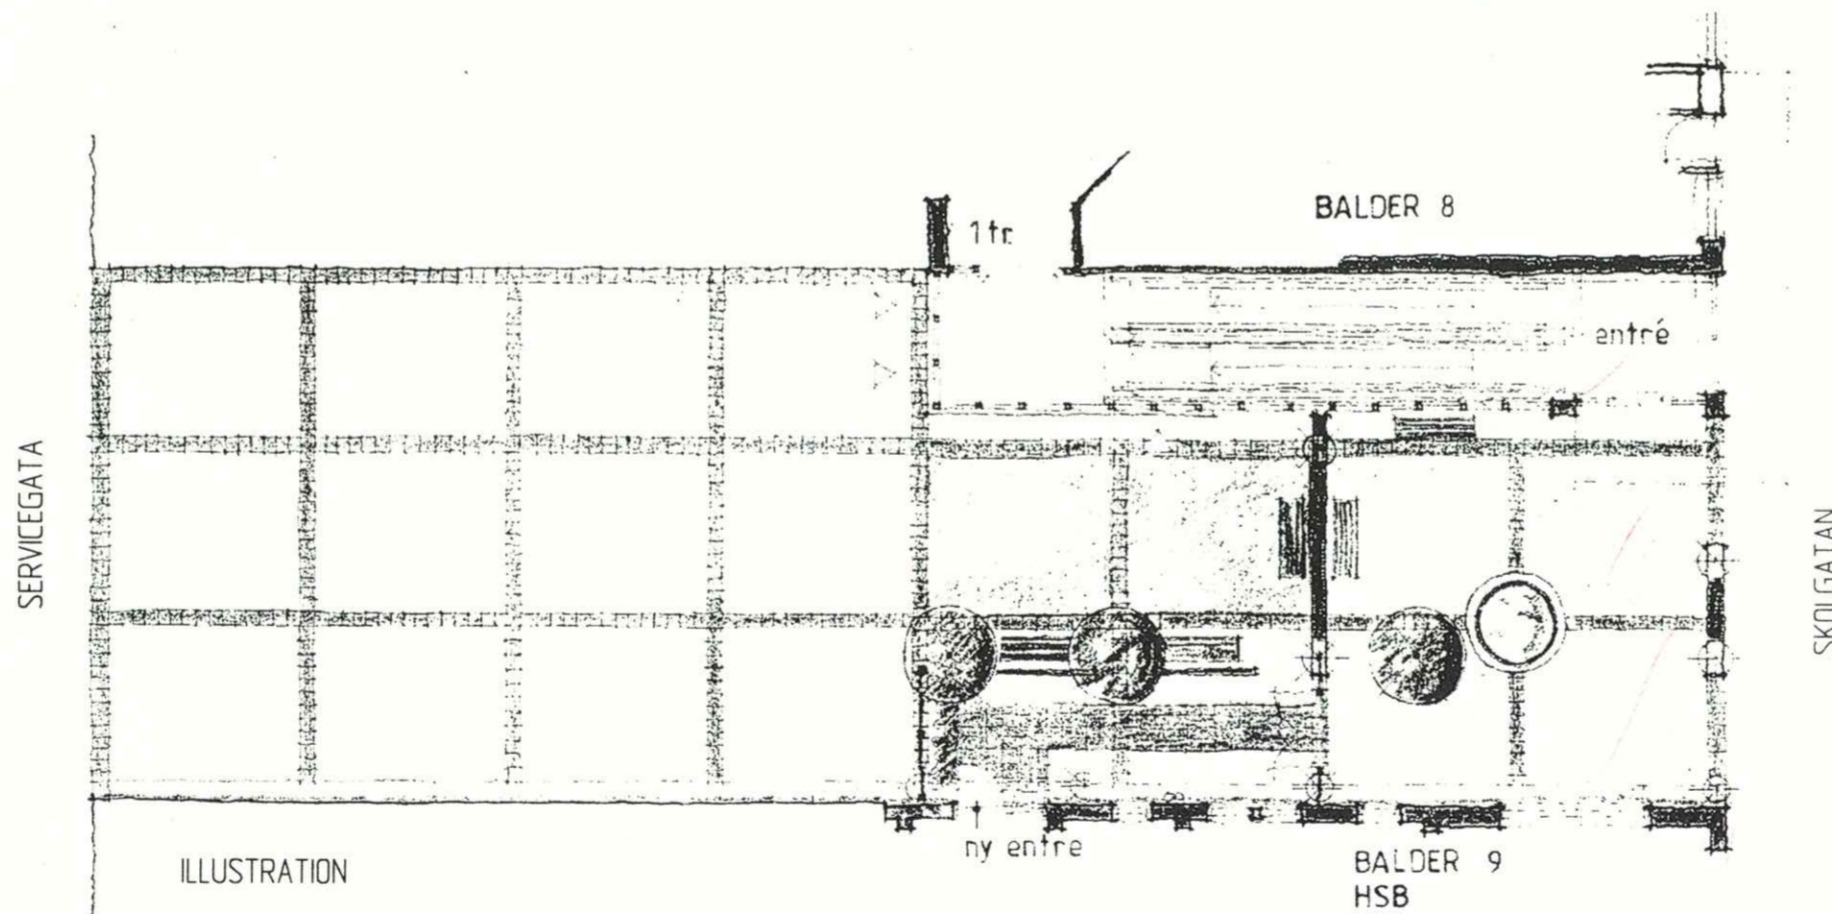 BALDER 8
1 tr.
entré
SERVICEGATA
SKOLGATAN
ny entre
ILLUSTRATION
BALDER 9
HSB